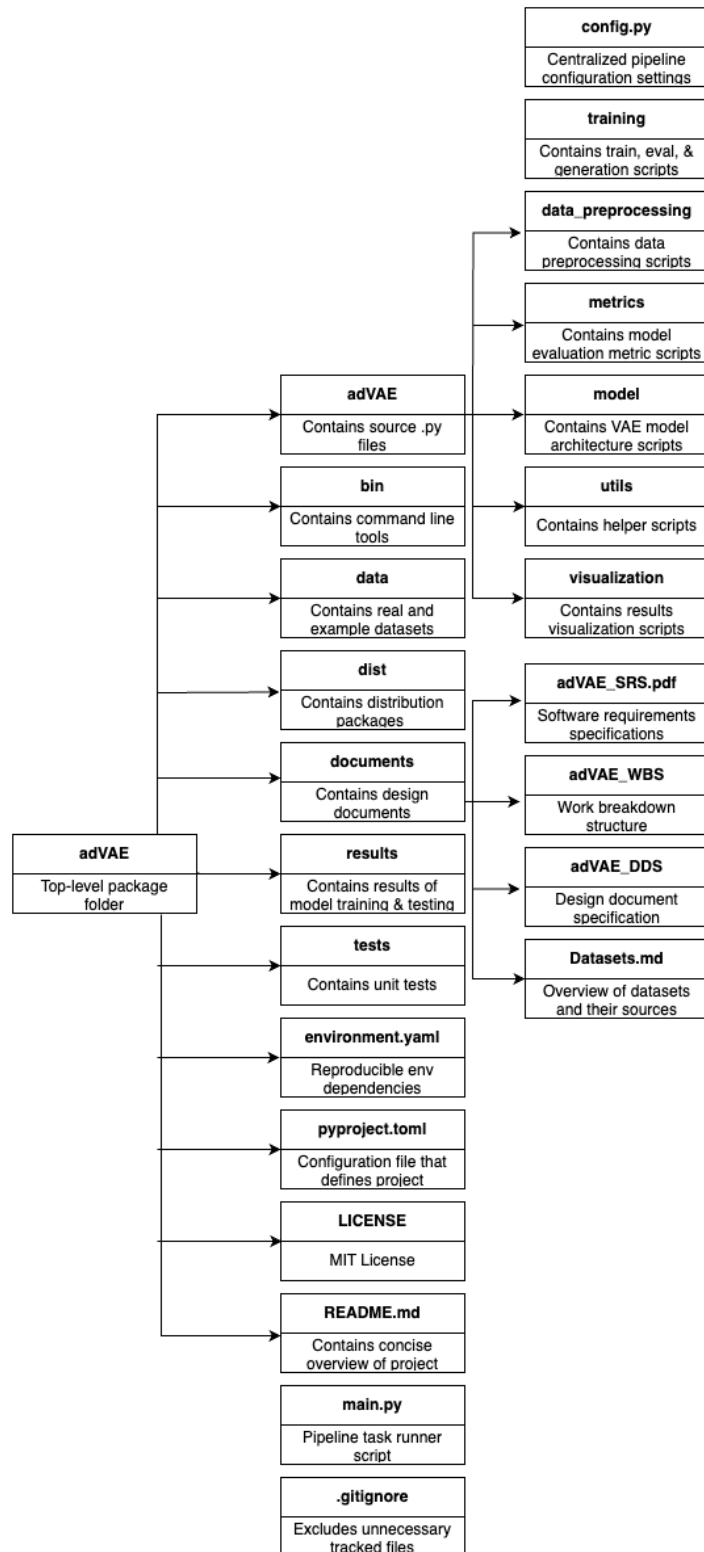 config.py
Centralized pipeline
configuration settings
training
Contains train, eval, &
generation scripts
data_preprocessing
Contains data
preprocessing scripts
metrics
Contains model
evaluation metric scripts
adVAE
Contains source .py
files
model
Contains VAE model
architecture scripts
bin
Contains command line
tools
utils
Contains helper scripts
data
Contains real and
example datasets
visualization
Contains results
visualization scripts
dist
Contains distribution
packages
adVAE_SRS.pdf
Software requirements
specifications
documents
Contains design
documents
adVAE_WBS
Work breakdown
structure
adVAE
Top-level package
folder
results
Contains results of
model training & testing
adVAE_DDS
Design document
specification
tests
Contains unit tests
Datasets.md
Overview of datasets
and their sources
environment.yaml
Reproducible env
dependencies
pyproject.toml
Configuration file that
defines project
LICENSE
MIT License
README.md
Contains concise
overview of project
main.py
Pipeline task runner
script
.gitignore
Excludes unnecessary
tracked files